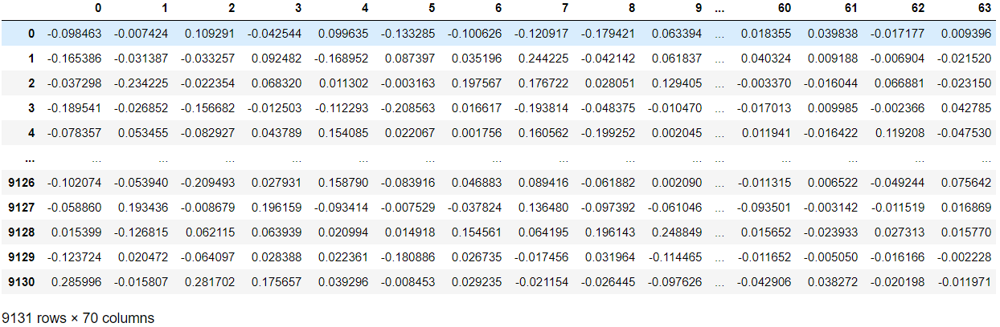 0 1 2 3 4 5 6 7 8 9 ... 60 61 62 63
0 -0.098463 -0.007424 0.109291 -0.042544 0.099635 -0.133285 -0.100626 -0.120917 -0.179421 0.063394 ... 0.018355 0.039838 -0.017177 0.009396
1 -0.165386 -0.031387 -0.033257 0.092482 -0.168952 0.087397 0.035196 0.244225 -0.042142 0.061837 ... 0.040324 0.009188 -0.006904 -0.021520
2 -0.037298 -0.234225 -0.022354 0.068320 0.011302 -0.003163 0.197567 0.176722 0.028051 0.129405 ... -0.003370 -0.016044 0.066881 -0.023150
3 -0.189541 -0.026852 -0.156682 -0.012503 -0.112293 -0.208563 0.016617 -0.193814 -0.048375 -0.010470 ... -0.017013 0.009985 -0.002366 0.042785
4 -0.078357 0.053455 -0.082927 0.043789 0.154085 0.022067 0.001756 0.160562 -0.199252 0.002045 ... 0.011941 -0.016422 0.119208 -0.047530
... ... ... ... ... ... ... ... ... ... ... ... ... ... ... ...
9126 -0.102074 -0.053940 -0.209493 0.027931 0.158790 -0.083916 0.046883 0.089416 -0.061882 0.002090 ... -0.011315 0.006522 -0.049244 0.075642
9127 -0.058860 0.193436 -0.008679 0.196159 -0.093414 -0.007529 -0.037824 0.136480 -0.097392 -0.061046 ... -0.093501 -0.003142 -0.011519 0.016869
9128 0.015399 -0.126815 0.062115 0.063939 0.020994 0.014918 0.154561 0.064195 0.196143 0.248849 ... 0.015652 -0.023933 0.027313 0.015770
9129 -0.123724 0.020472 -0.064097 0.028388 0.022361 -0.180886 0.026735 -0.017456 0.031964 -0.114465 ... -0.011652 -0.005050 -0.016166 -0.002228
9130 0.285996 -0.015807 0.281702 0.175657 0.039296 -0.008453 0.029235 -0.021154 -0.026445 -0.097626 ... -0.042906 0.038272 -0.020198 -0.011971
9131 rows × 70 columns